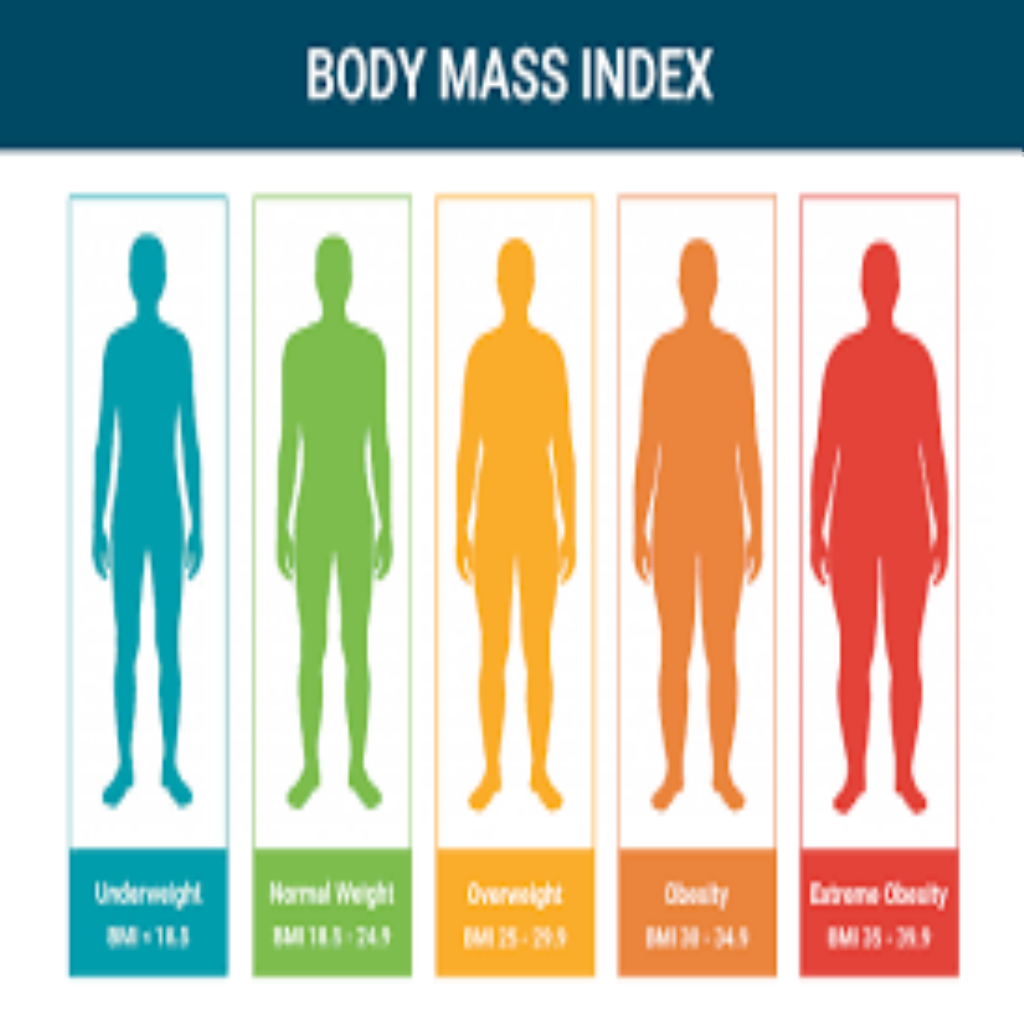 BODY MASS INDEX
Underweight
BMI < 18.5
Normal Weight
BMI 18.5 - 24.9
Overweight
BMI 25 - 29.9
Obesity
BMI 30 - 34.9
Extreme Obesity
BMI 35 - 39.9